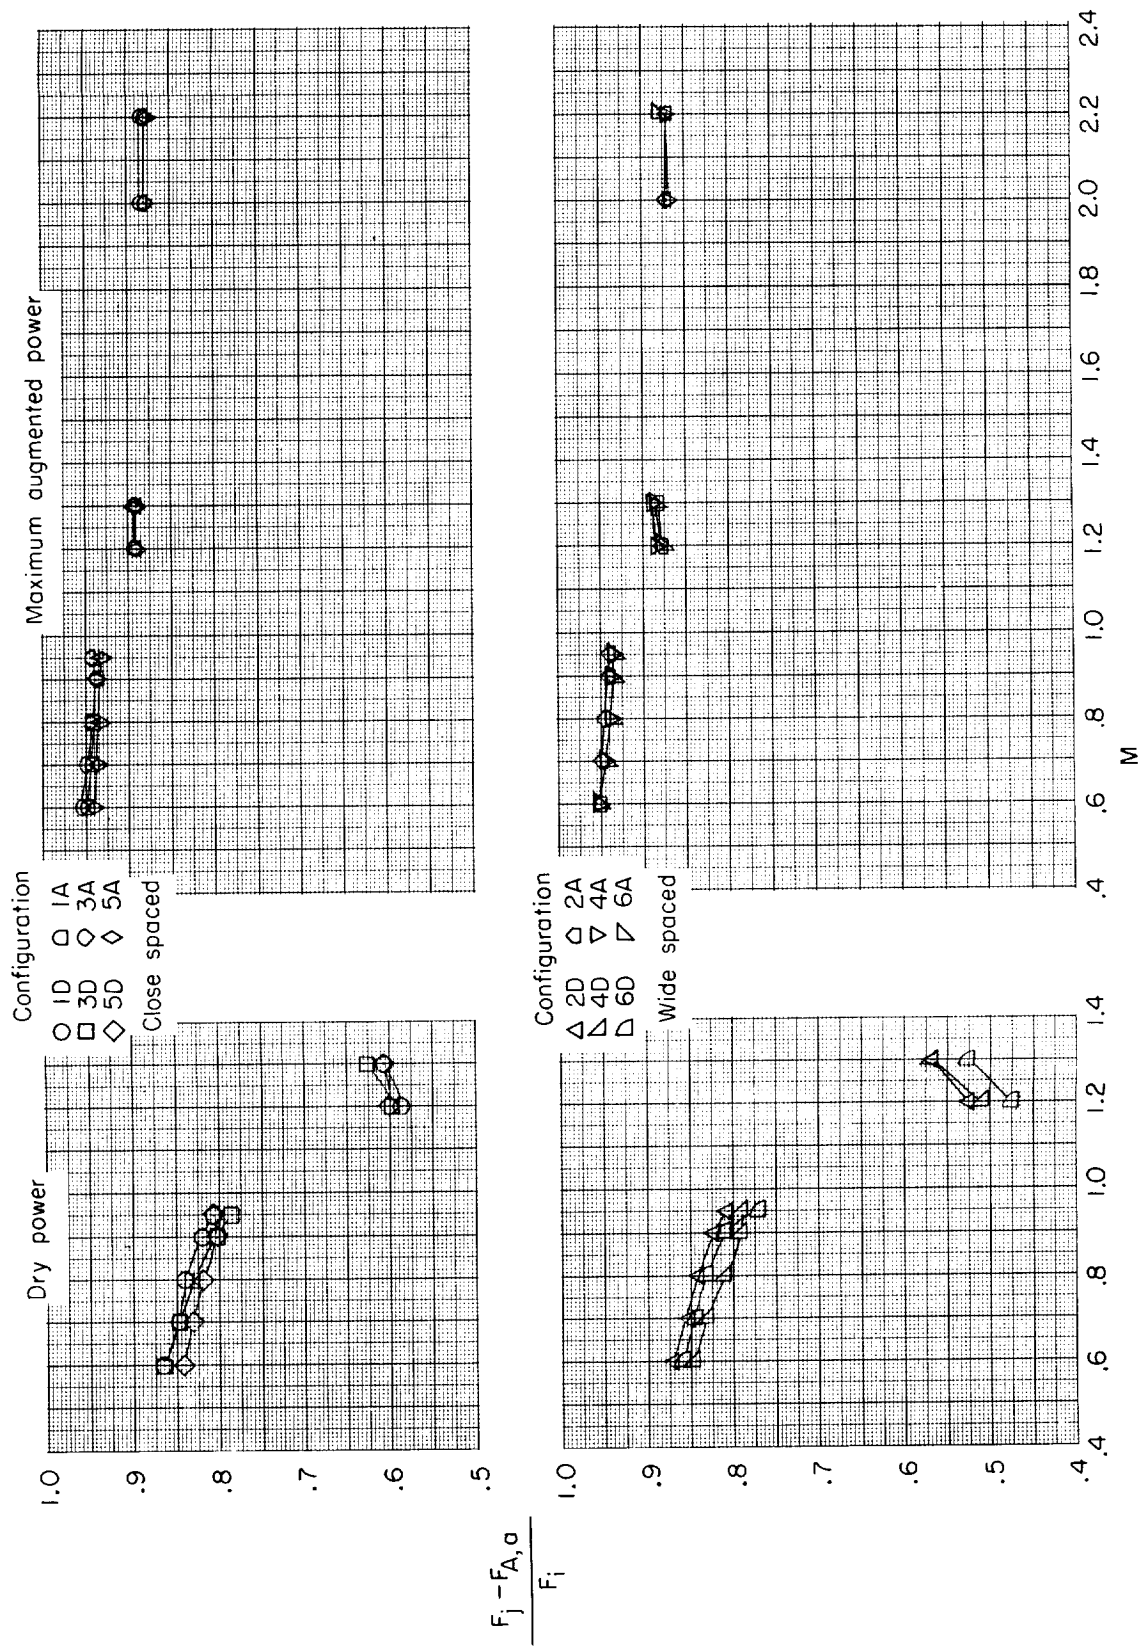 Dry power
Maximum augmented power
Configuration
1D 1A
3D 3A
5D 5A
Close spaced
1.0
.9
.8
.7
.6
.5
Configuration
2D 2A
4D 4A
6D 6A
Wide spaced
1.0
.9
.8
.7
.6
.5
.4
Fj – FA,a
Fi
.4 .6 .8 1.0 1.2 1.4
.4 .6 .8 1.0 1.2 1.4 1.6 1.8 2.0 2.2 2.4
M